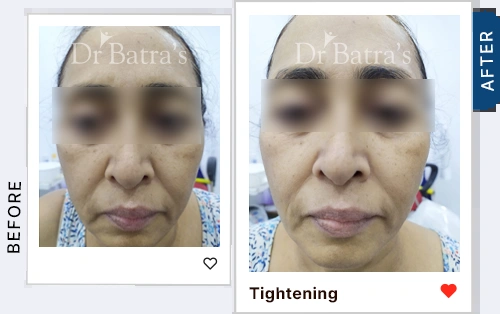 Dr Batra's
Dr Batra's
BEFORE
AFTER
Tightening